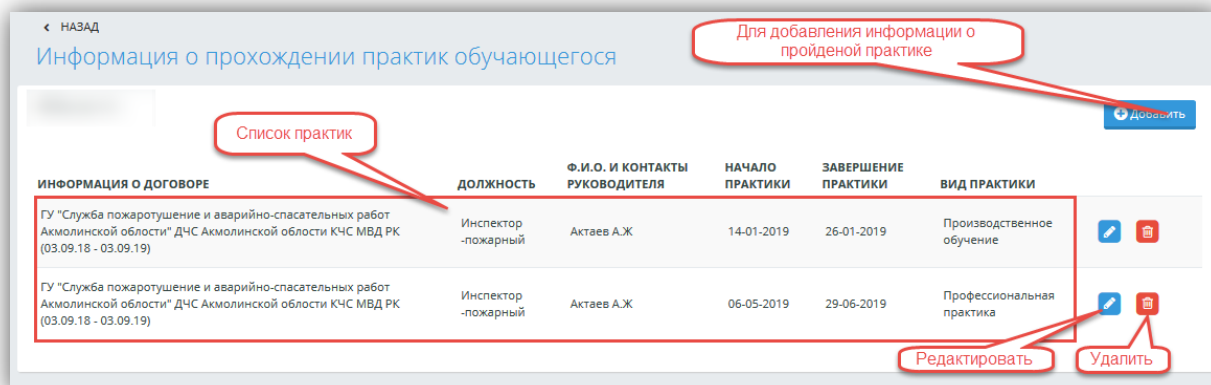 НАЗАД
Для добавления информации о
пройденой практике
Информация о прохождении практик обучающегося
Добавить
Список практик
ИНФОРМАЦИЯ О ДОГОВОРЕ
ДОЛЖНОСТЬ
Ф.И.О. И КОНТАКТЫ
РУКОВОДИТЕЛЯ
НАЧАЛО
ПРАКТИКИ
ЗАВЕРШЕНИЕ
ПРАКТИКИ
ВИД ПРАКТИКИ
ГУ "Служба пожаротушение и аварийно-спасательных работ
Акмолинской области" ДЧС Акмолинской области КЧС МВД РК
(03.09.18 - 03.09.19)
Инспектор
-пожарный
Актаев А.Ж
14-01-2019
26-01-2019
Производственное
обучение
ГУ "Служба пожаротушение и аварийно-спасательных работ
Акмолинской области" ДЧС Акмолинской области КЧС МВД РК
(03.09.18 - 03.09.19)
Инспектор
-пожарный
Актаев А.Ж
06-05-2019
29-06-2019
Профессиональная
практика
Редактировать
Удалить